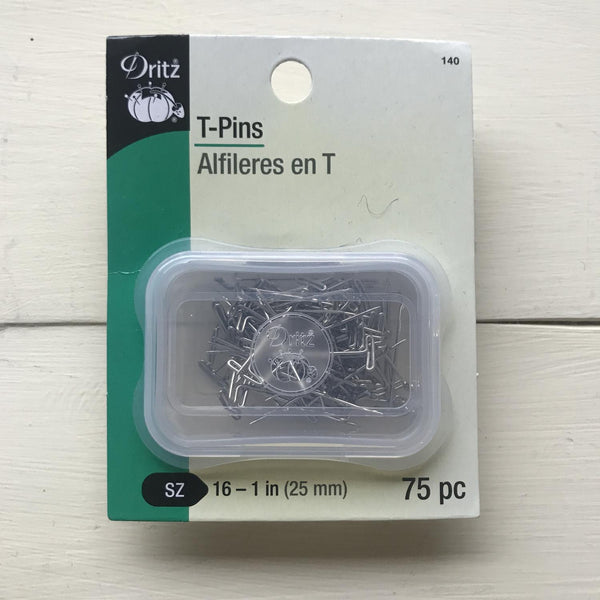 Dritz®
140
T-Pins
Alfileres en T
Dritz
SZ 16 – 1 in (25 mm)
75 pc